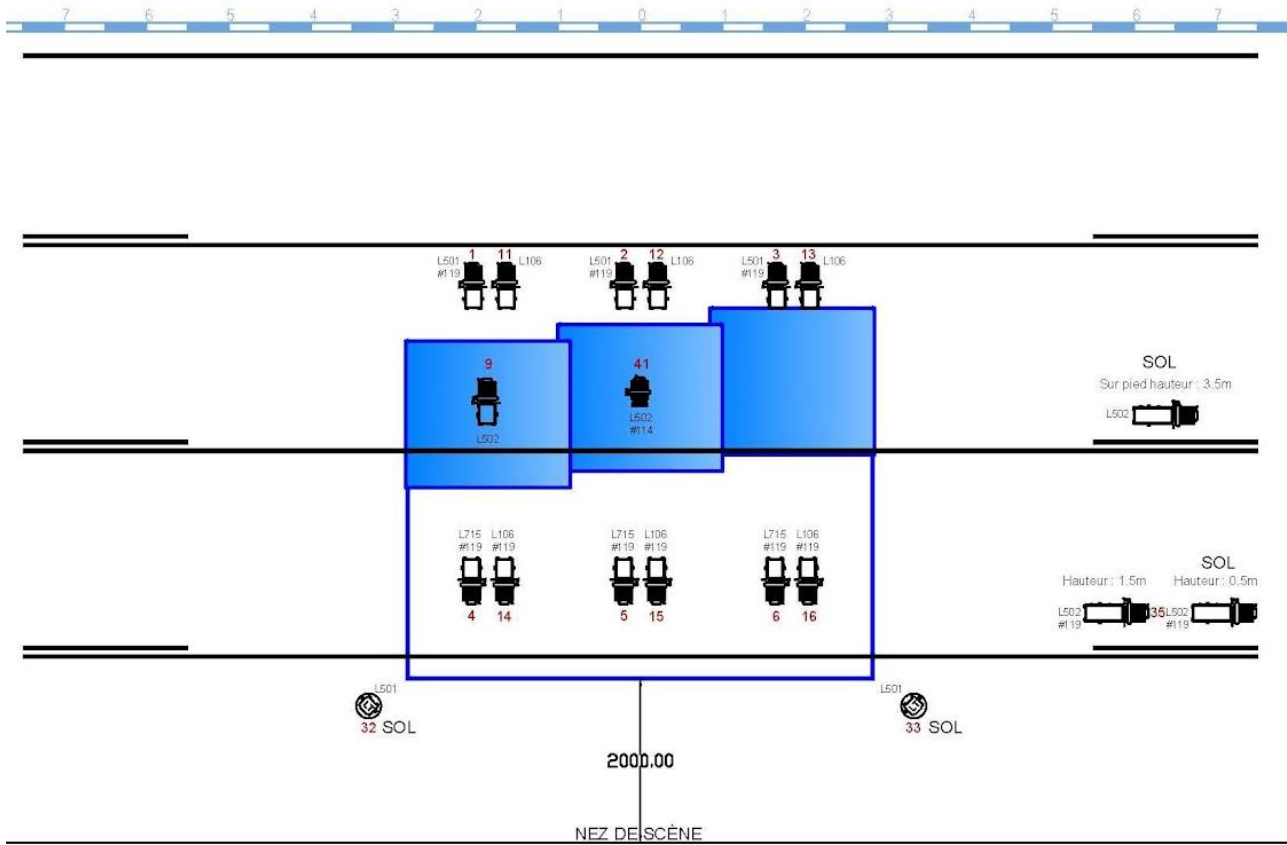 7 6 5 4 3 2 1 0 1 2 3 4 5 6 7
1 11 2 12 3 13
L501 L106 L501 L106 L501 L106
#119 #119 #119
9 41
SOL
Sur pied hauteur : 3.5m
L502
L502 L502
#114
L715 L106 L715 L106 L715 L106
#119 #119 #119 #119 #119 #119
SOL
Hauteur : 1.5m Hauteur : 0.5m
L502 35 L502
#119 #119
4 14 5 15 6 16
L501 L501
32 SOL 33 SOL
2000.00
NEZ DE SCÈNE